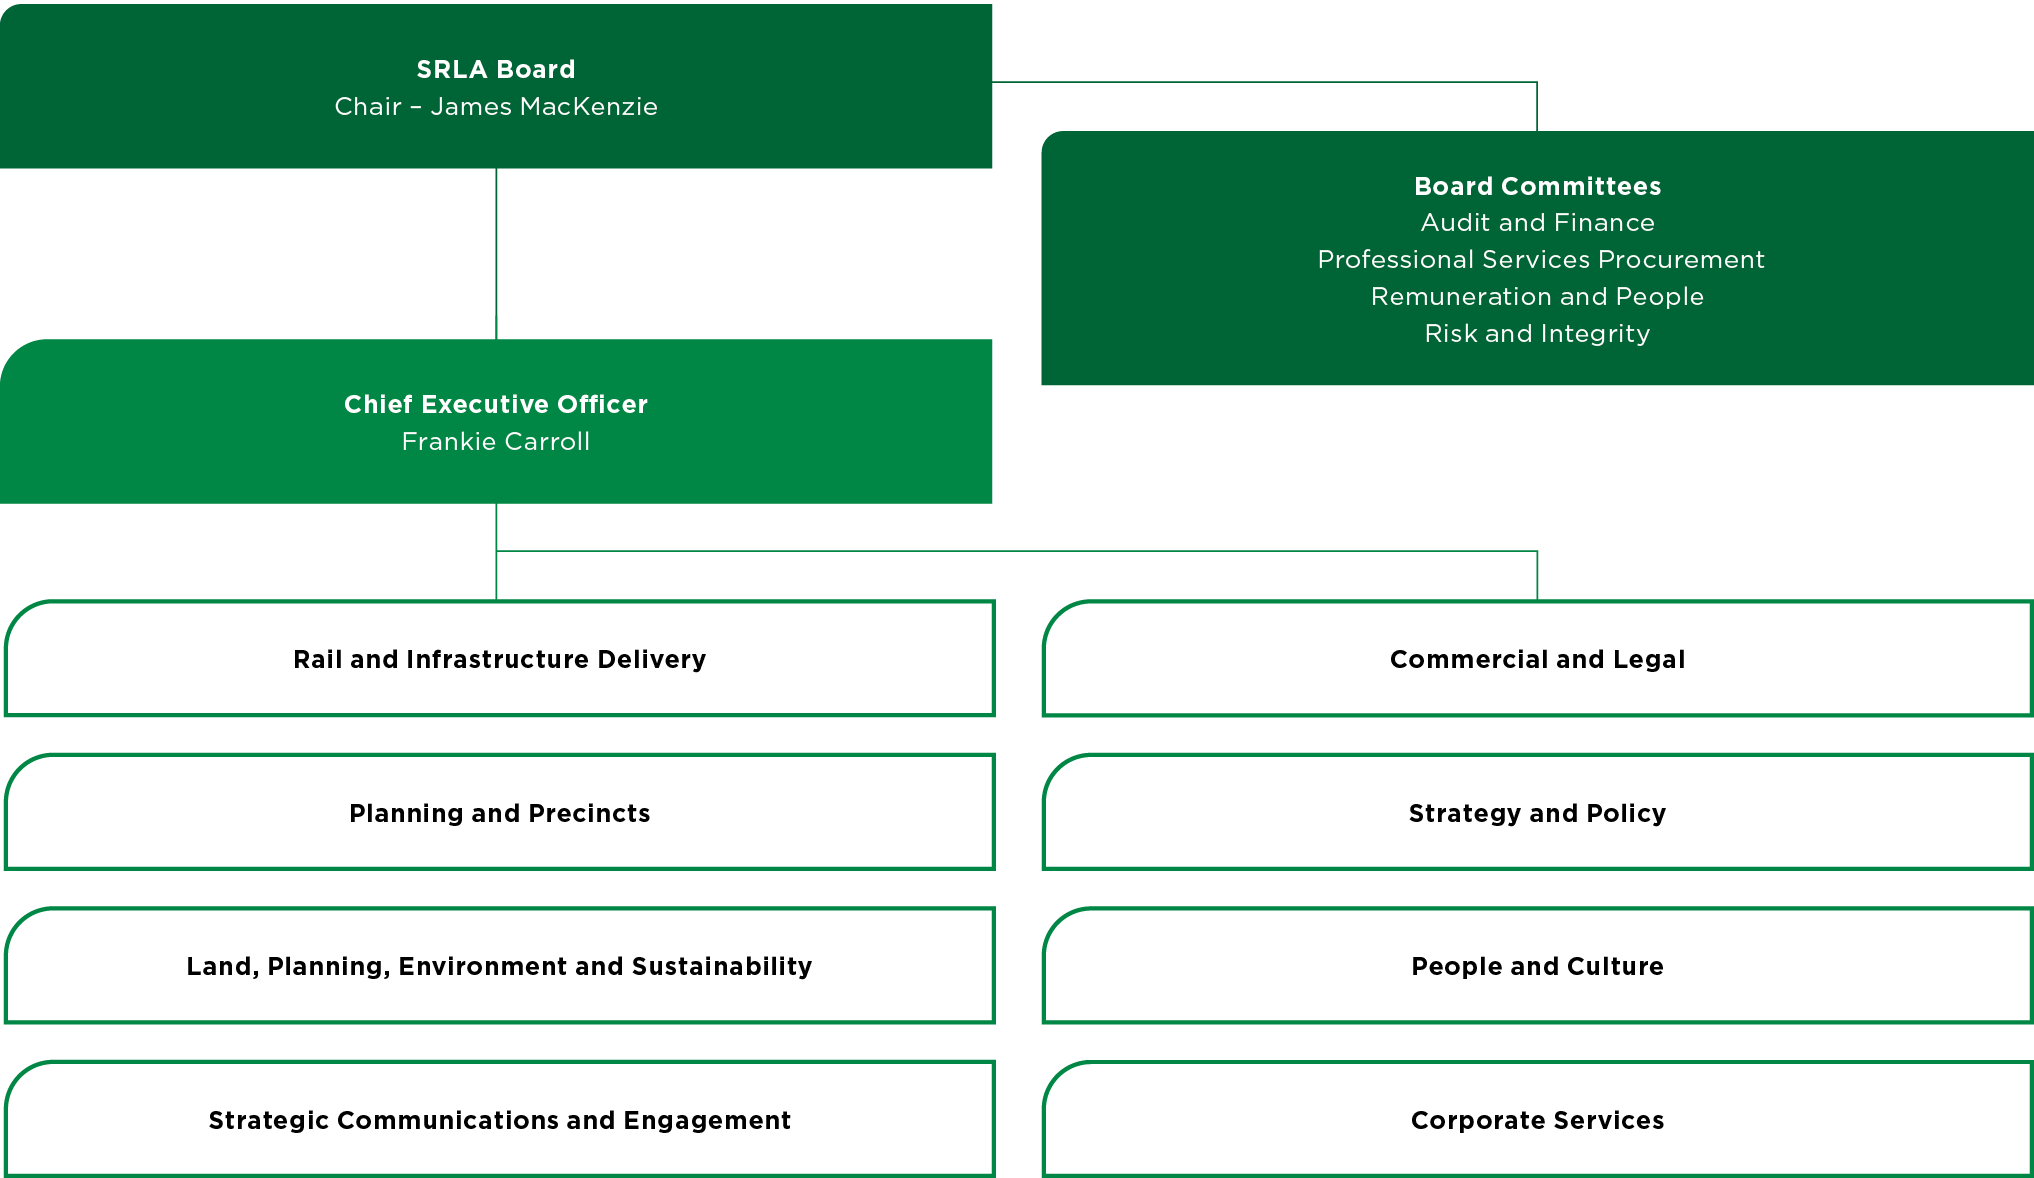 SRLA Board
Chair – James MacKenzie
Board Committees
Audit and Finance
Professional Services Procurement
Remuneration and People
Risk and Integrity
Chief Executive Officer
Frankie Carroll
Rail and Infrastructure Delivery
Commercial and Legal
Planning and Precincts
Strategy and Policy
Land, Planning, Environment and Sustainability
People and Culture
Strategic Communications and Engagement
Corporate Services